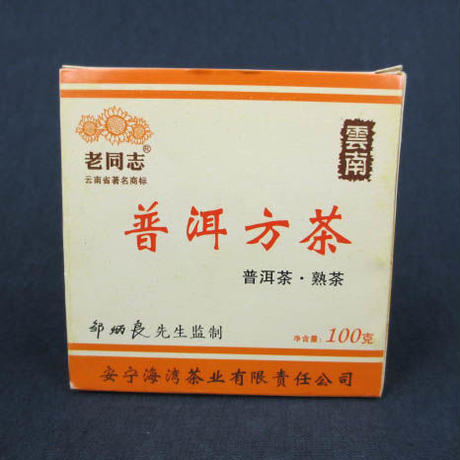 老同志®
云南省著名商标
雲南
普洱方茶
普洱茶·熟茶
邹炳良先生监制
净含量：100克
安宁海湾茶业有限责任公司